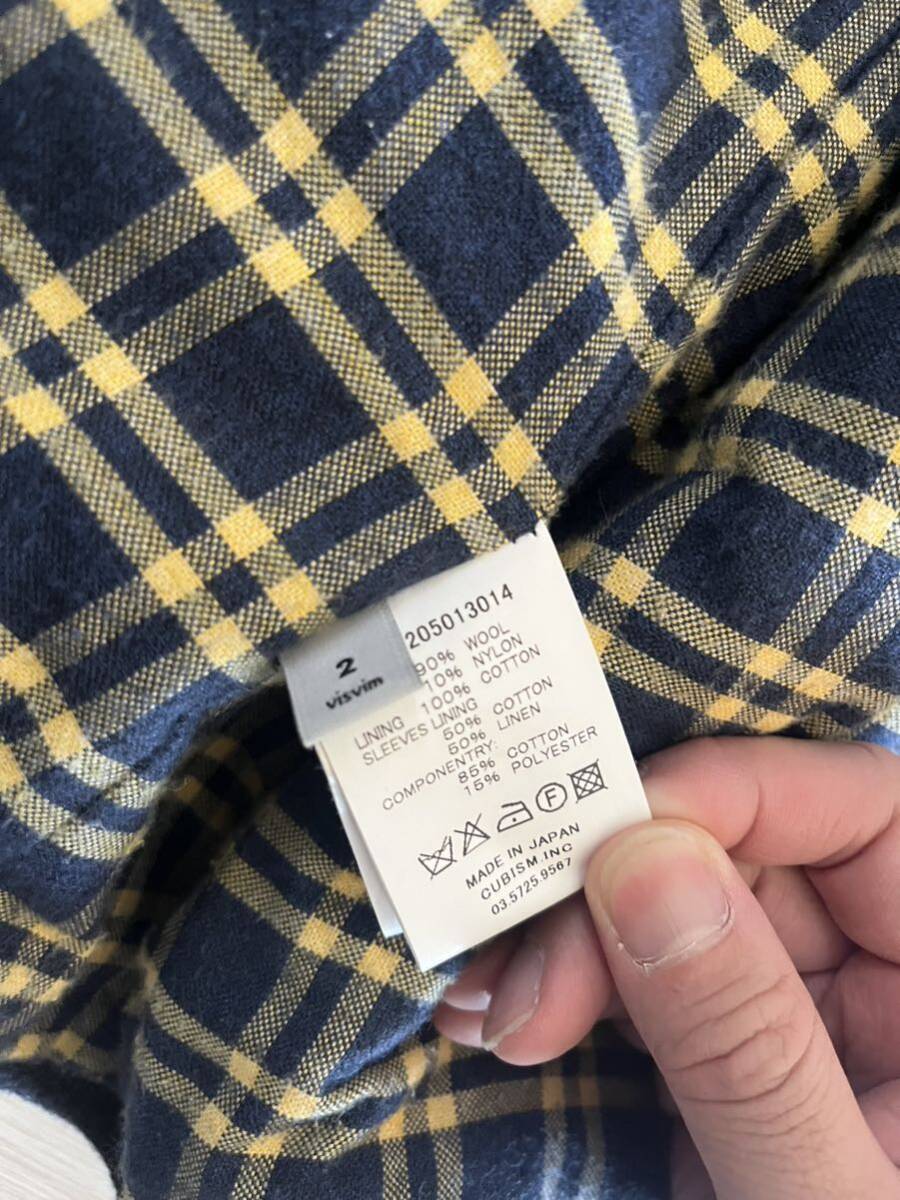 2
visvim
205013014
90% WOOL
10% NYLON
LINING 100% COTTON
SLEEVES LINING
50% COTTON
50% LINEN
COMPONENTRY:
85% COTTON
15% POLYESTER
F
MADE IN JAPAN
CUBISM.INC
03.5725.9567